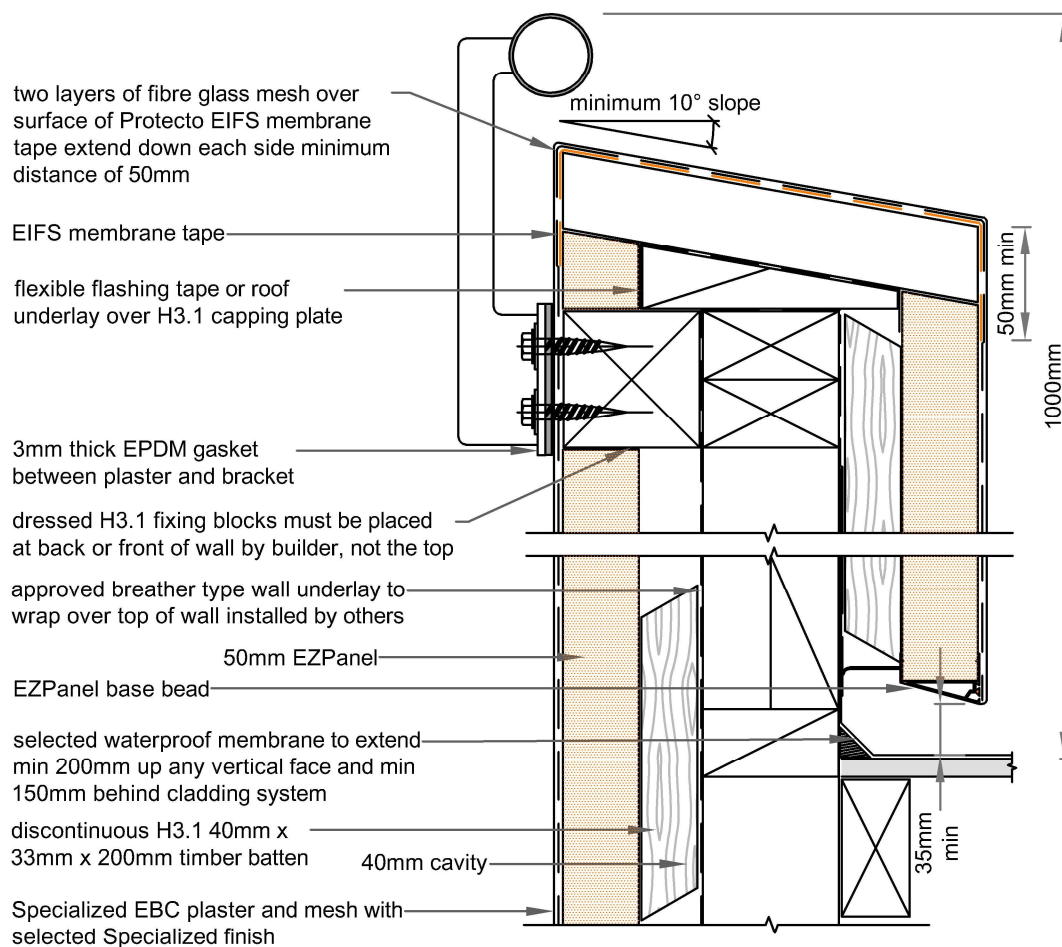 two layers of fibre glass mesh over
surface of Protecto EIFS membrane
tape extend down each side minimum
distance of 50mm
minimum 10° slope
EIFS membrane tape
flexible flashing tape or roof
underlay over H3.1 capping plate
50mm min
1000mm
3mm thick EPDM gasket
between plaster and bracket
dressed H3.1 fixing blocks must be placed
at back or front of wall by builder, not the top
approved breather type wall underlay to
wrap over top of wall installed by others
50mm EZPanel
EZPanel base bead
selected waterproof membrane to extend
min 200mm up any vertical face and min
150mm behind cladding system
discontinuous H3.1 40mm x
33mm x 200mm timber batten
40mm cavity
35mm
min
Specialized EBC plaster and mesh with
selected Specialized finish